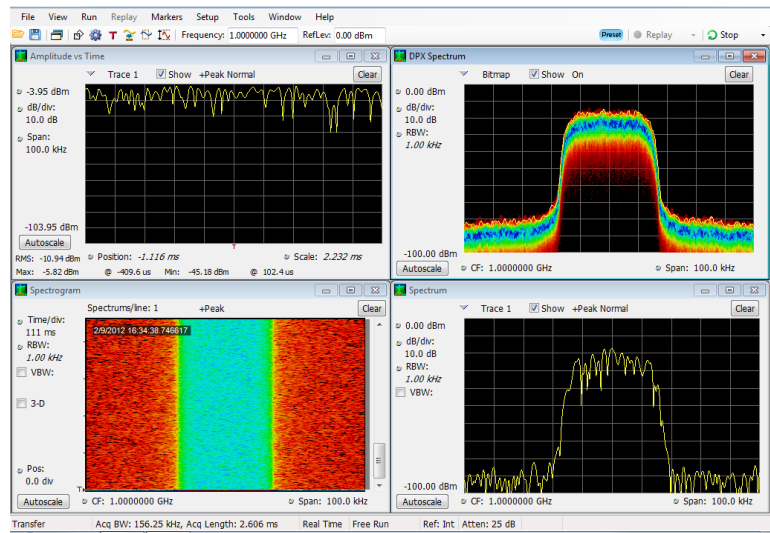 File View Run Replay Markers Setup Tools Window Help
Frequency: 1.0000000 GHz RefLev: 0.00 dBm Preset Replay Stop
Amplitude vs Time
Trace 1 Show +Peak Normal Clear
-3.95 dBm
dB/div:
10.0 dB
Span:
100.0 kHz
-103.95 dBm
Autoscale
Position: -1.116 ms Scale: 2.232 ms
RMS: -10.94 dBm
Max: -5.82 dBm @ -409.6 us Min: -45.18 dBm @ 102.4 us
DPX Spectrum
Bitmap Show On Clear
0.00 dBm
dB/div:
10.0 dB
RBW:
1.00 kHz
-100.00 dBm
Autoscale CF: 1.0000000 GHz Span: 100.0 kHz
Spectrogram
Spectrums/line: 1 +Peak Clear
Time/div:
111 ms
RBW:
1.00 kHz
VBW:
3-D
Pos:
0.0 div
2/9/2012 16:34:38.746617
T
Autoscale CF: 1.0000000 GHz Span: 100.0 kHz
Spectrum
Trace 1 Show +Peak Normal Clear
0.00 dBm
dB/div:
10.0 dB
RBW:
1.00 kHz
VBW:
-100.00 dBm
Autoscale CF: 1.0000000 GHz Span: 100.0 kHz
Transfer Acq BW: 156.25 kHz, Acq Length: 2.606 ms Real Time Free Run Ref: Int Atten: 25 dB